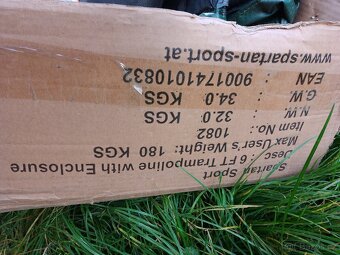 Spartan Sport
Desc : 6 FT Trampoline with Enclosure
Max User's Weight: 180 KGS
Item No.: 1082
N.W. : 32.0 KGS
G.W. : 34.0 KGS
EAN : 9001741010832
www.spartan-sport.at